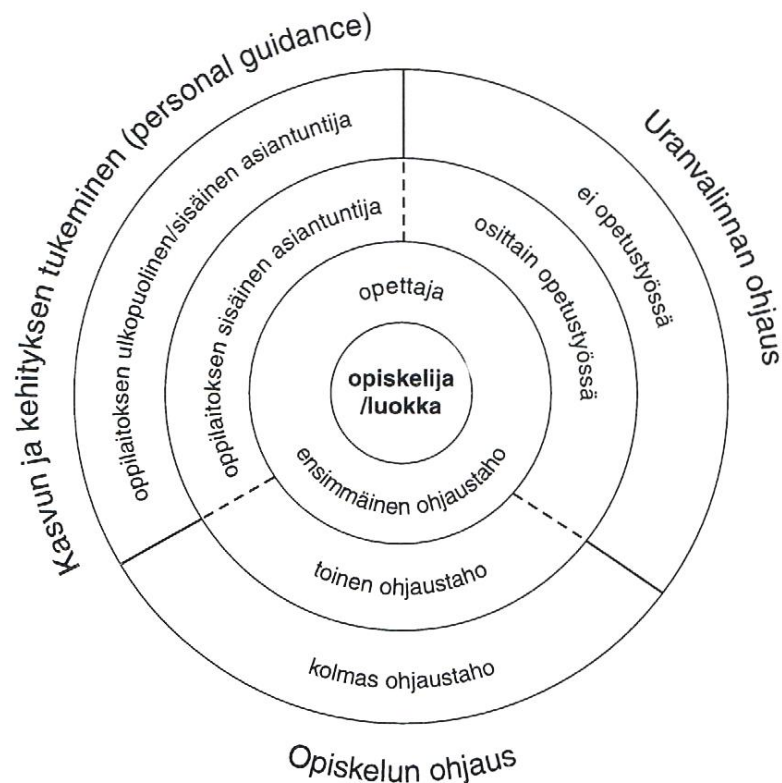 Kasvun ja kehityksen tukeminen (personal guidance)
Uranvalinnan ohjaus
oppilaitoksen ulkopuolinen/sisäinen asiantuntija
ei opetustyössä
oppilaitoksen sisäinen asiantuntija
osittain opetustyössä
opettaja
opiskelija
/luokka
ensimmäinen ohjaustaho
toinen ohjaustaho
kolmas ohjaustaho
Opiskelun ohjaus